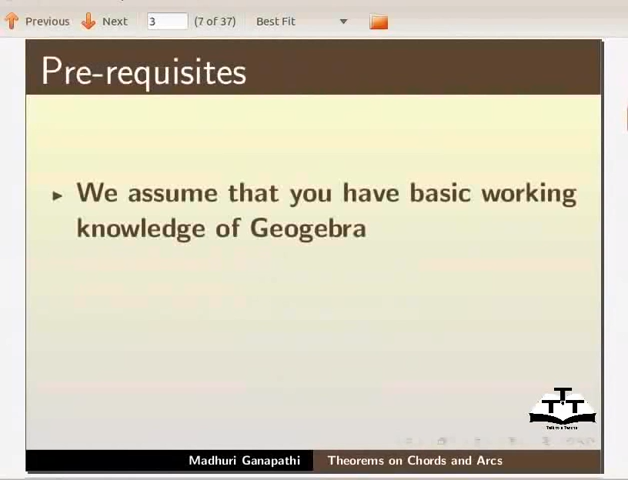 Previous Next 3 (7 of 37) Best Fit
Pre-requisites
▸ We assume that you have basic working
knowledge of Geogebra
Madhuri Ganapathi Theorems on Chords and Arcs